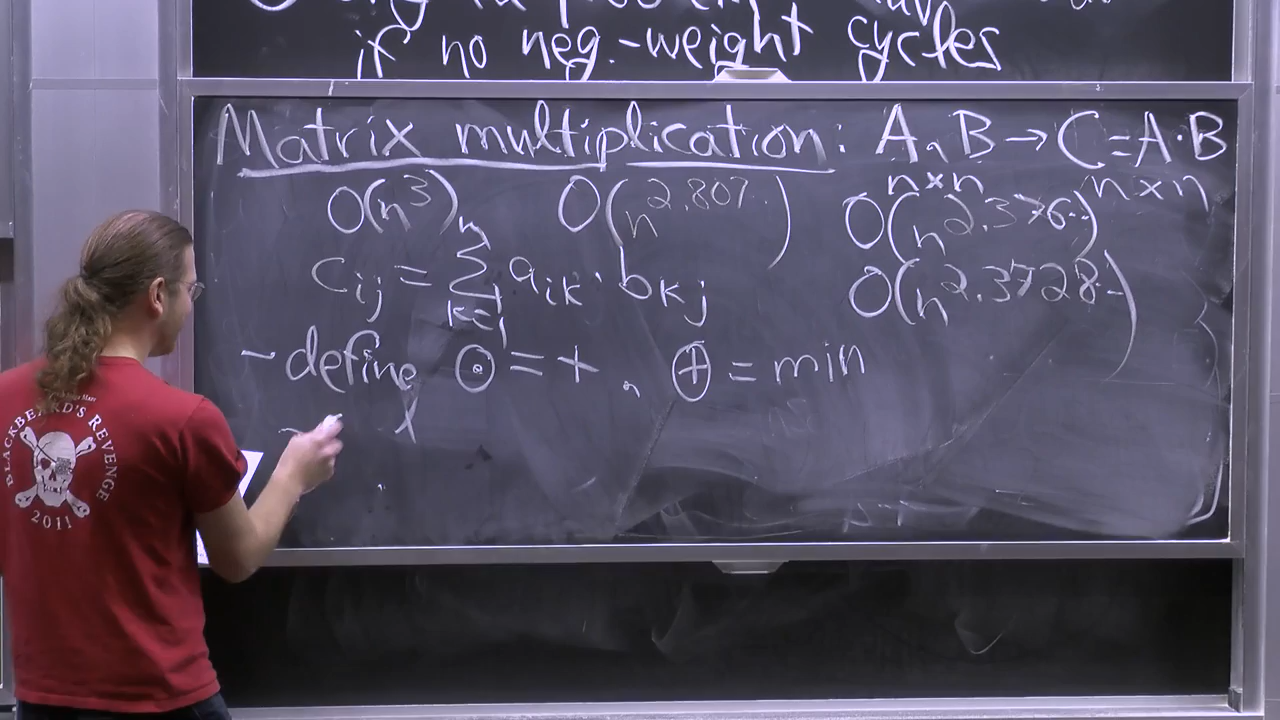 if no neg.-weight cycles
Matrix multiplication: A, B → C = A·B
n×n n×n
O(n^3) O(n^2.807..) O(n^2.376..)
c_ij = Σ_{k=1}^{n} a_ik · b_kj O(n^2.3728..)
- define ⊙ = + , ⊕ = min
BLACKBEARD'S REVENGE
2011